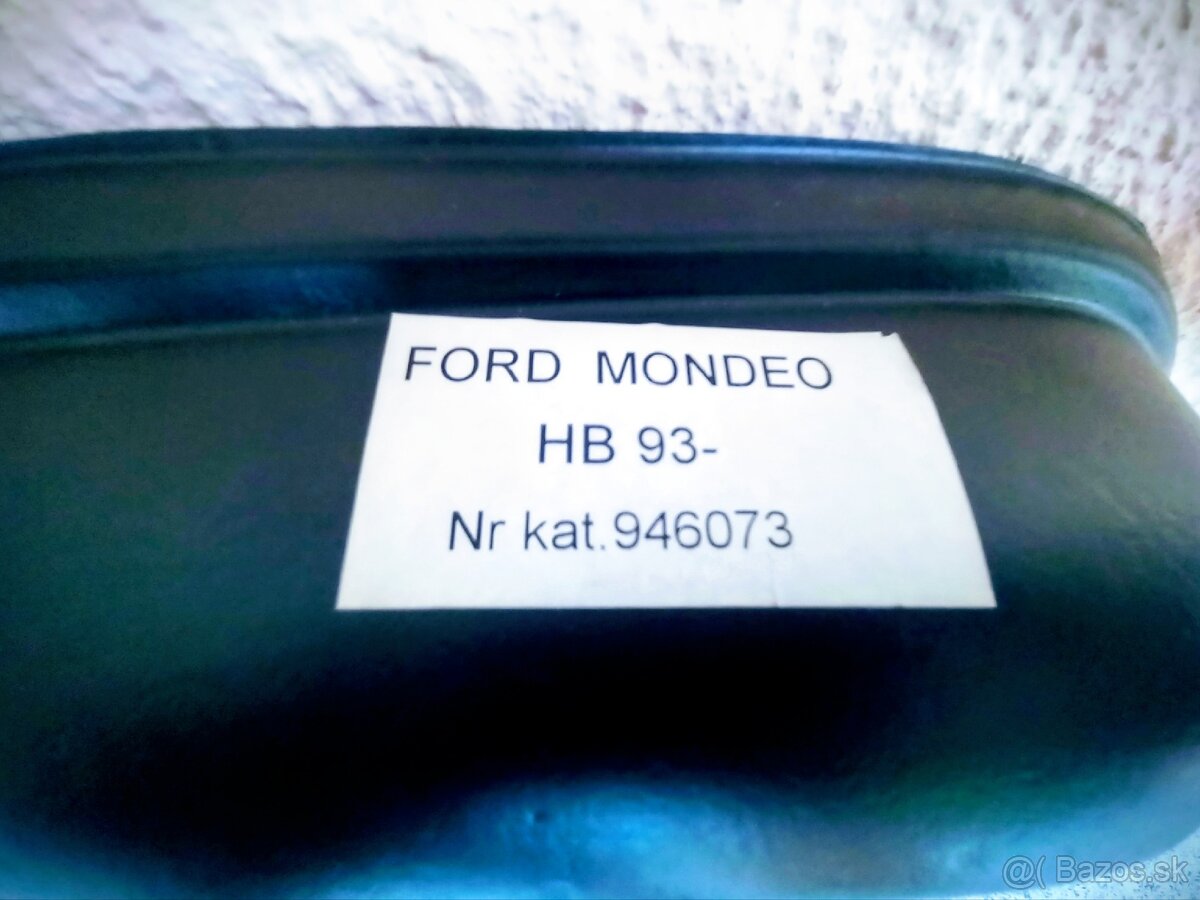 FORD MONDEO
HB 93-
Nr kat.946073
@( Bazos.sk